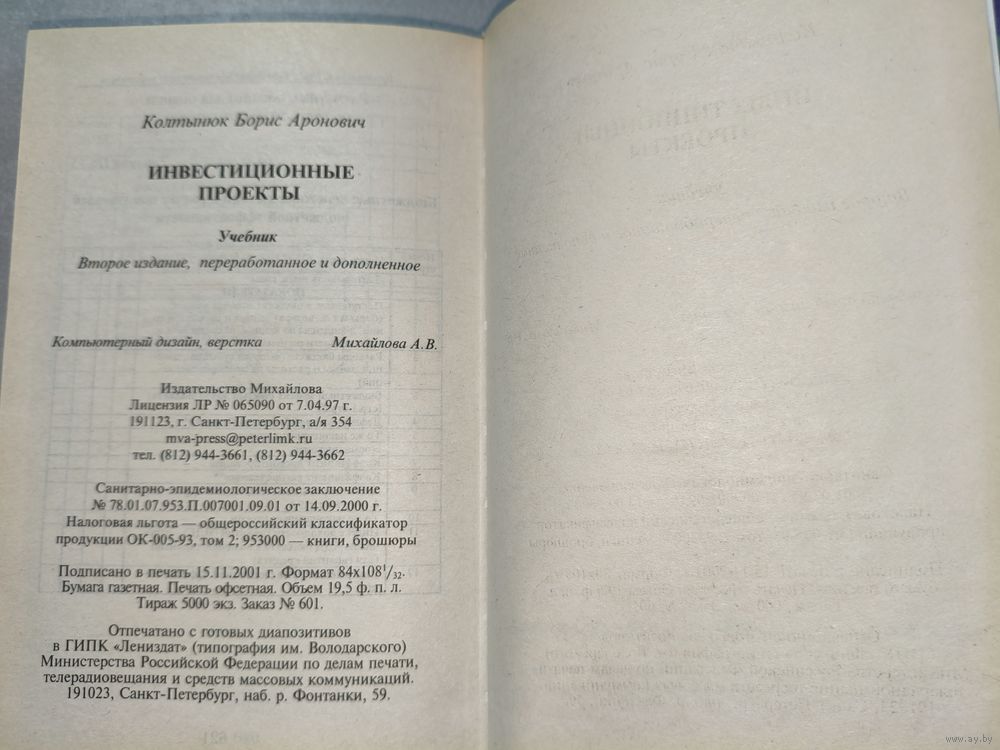 Колтынюк Борис Аронович
ИНВЕСТИЦИОННЫЕ
ПРОЕКТЫ
Учебник
Второе издание, переработанное и дополненное
Компьютерный дизайн, верстка Михайлова А.В.
Издательство Михайлова
Лицензия ЛР № 065090 от 7.04.97 г.
191123, г. Санкт-Петербург, а/я 354
mva-press@peterlimk.ru
тел. (812) 944-3661, (812) 944-3662
Санитарно-эпидемиологическое заключение
№ 78.01.07.953.П.007001.09.01 от 14.09.2000 г.
Налоговая льгота — общероссийский классификатор
продукции ОК-005-93, том 2; 953000 — книги, брошюры
Подписано в печать 15.11.2001 г. Формат 84х108¹/₃₂.
Бумага газетная. Печать офсетная. Объем 19,5 ф. п. л.
Тираж 5000 экз. Заказ № 601.
Отпечатано с готовых диапозитивов
в ГИПК «Лениздат» (типография им. Володарского)
Министерства Российской Федерации по делам печати,
телерадиовещания и средств массовых коммуникаций.
191023, Санкт-Петербург, наб. р. Фонтанки, 59.
www.ay.by